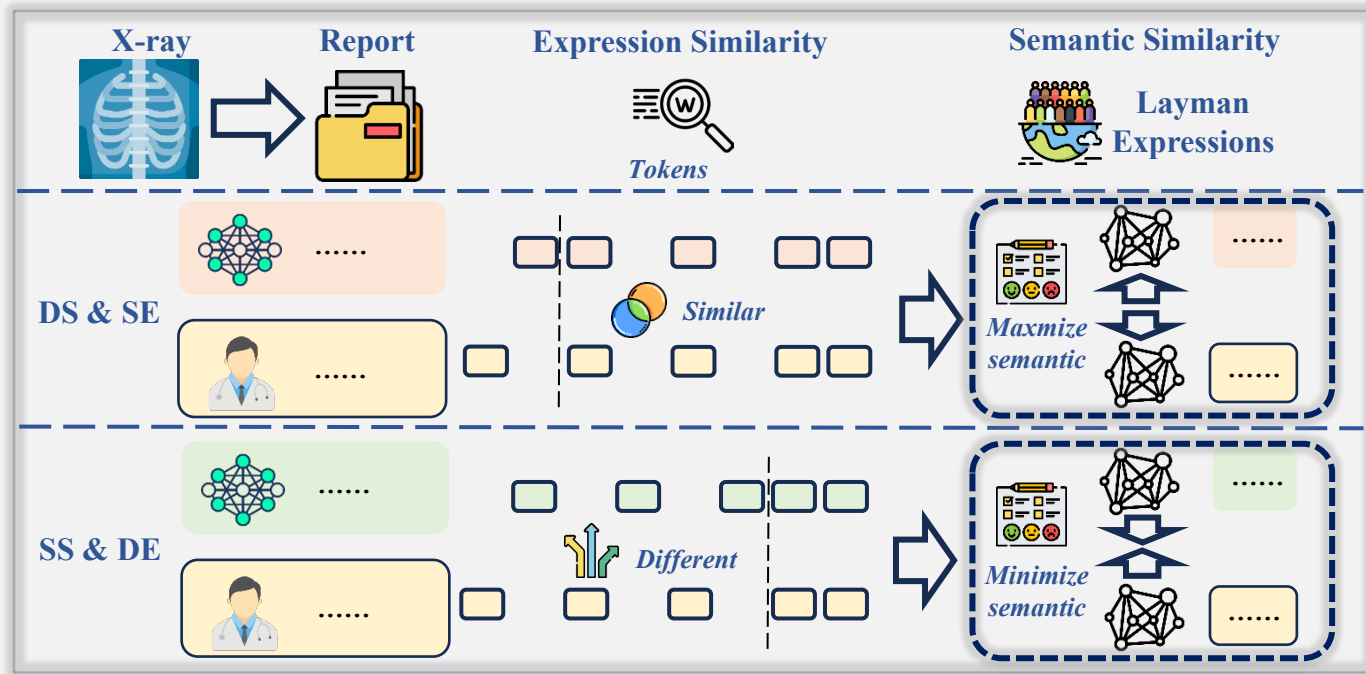 X-ray
Report
Expression Similarity
Semantic Similarity
W
Tokens
Layman
Expressions
DS & SE
......
......
Similar
Maxmize
semantic
......
......
SS & DE
......
......
Different
Minimize
semantic
......
......